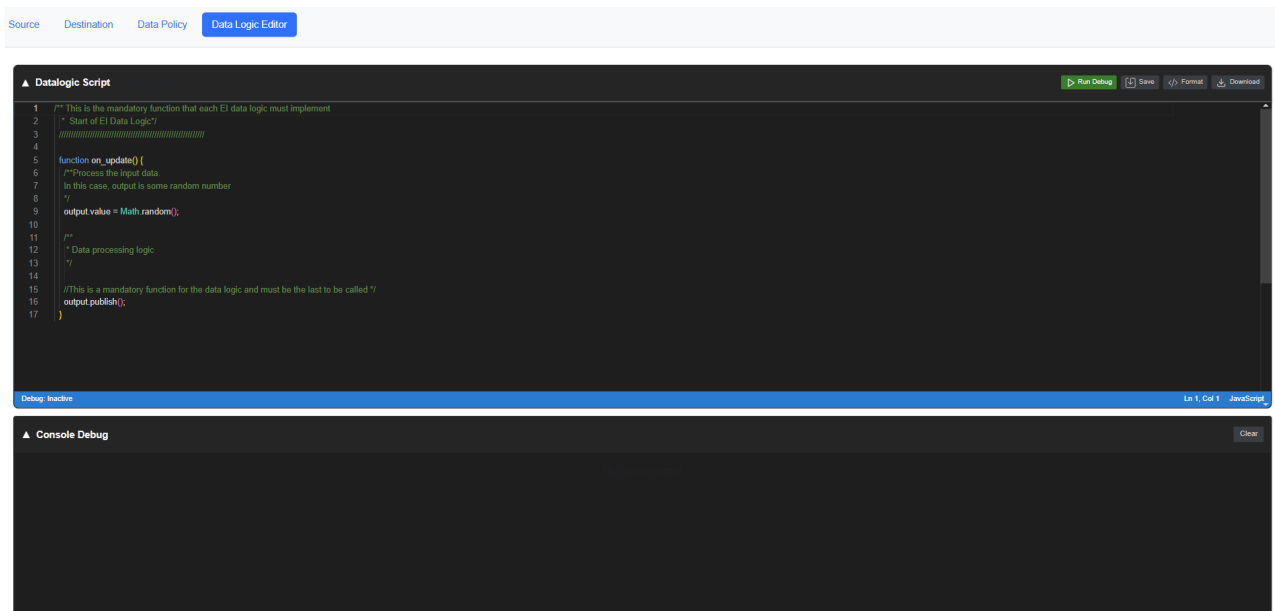 Source Destination Data Policy Data Logic Editor
▲ Datalogic Script Run Debug Save </> Format Download
1 /** This is the mandatory function that each EI data logic must implement
2 * Start of EI Data Logic*/
3 /////////////////////////////////////////////////////////////
4
5 function on_update() {
6 /**Process the input data.
7 In this case, output is some random number
8 */
9 output.value = Math.random();
10
11 /**
12 * Data processing logic
13 */
14
15 //This is a mandatory function for the data logic and must be the last to be called */
16 output.publish();
17 }
Debug: Inactive Ln 1, Col 1 JavaScript
▲ Console Debug Clear